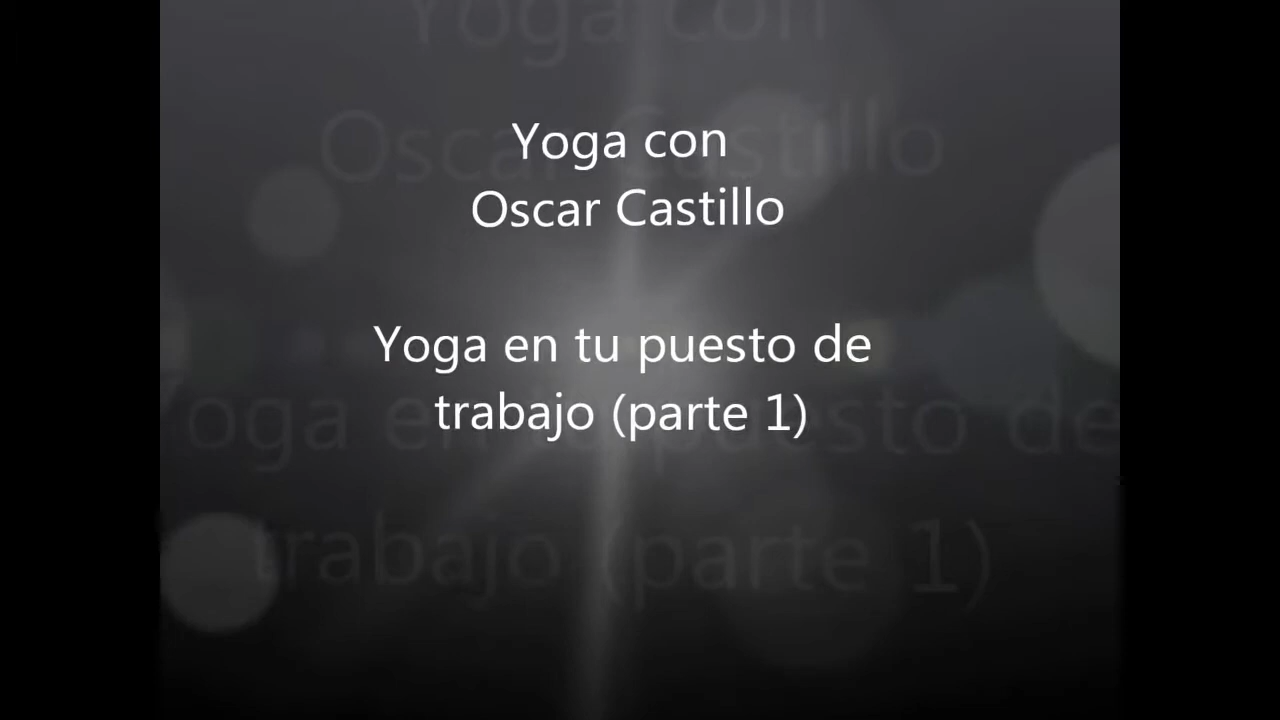 Yoga con
Oscar Castillo
Yoga en tu puesto de
trabajo (parte 1)